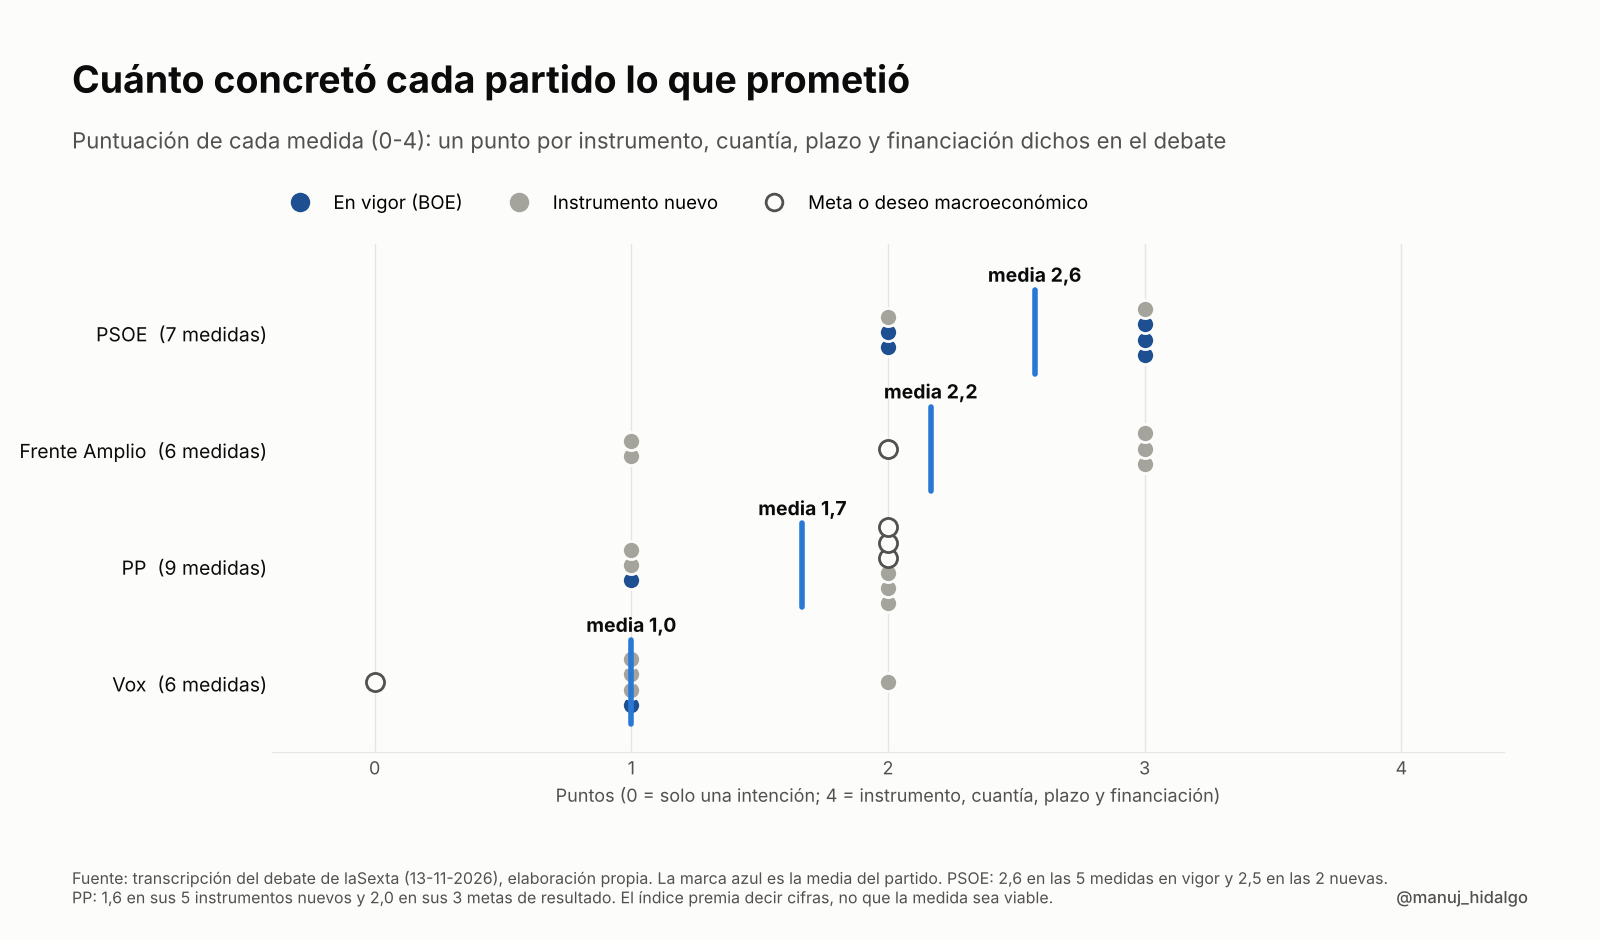 Cuánto concretó cada partido lo que prometió
Puntuación de cada medida (0-4): un punto por instrumento, cuantía, plazo y financiación dichos en el debate
En vigor (BOE)
Instrumento nuevo
Meta o deseo macroeconómico
media 2,6
PSOE (7 medidas)
media 2,2
Frente Amplio (6 medidas)
media 1,7
PP (9 medidas)
media 1,0
Vox (6 medidas)
0 1 2 3 4
Puntos (0 = solo una intención; 4 = instrumento, cuantía, plazo y financiación)
Fuente: transcripción del debate de laSexta (13-11-2026), elaboración propia. La marca azul es la media del partido. PSOE: 2,6 en las 5 medidas en vigor y 2,5 en las 2 nuevas.
PP: 1,6 en sus 5 instrumentos nuevos y 2,0 en sus 3 metas de resultado. El índice premia decir cifras, no que la medida sea viable.
@manuj_hidalgo